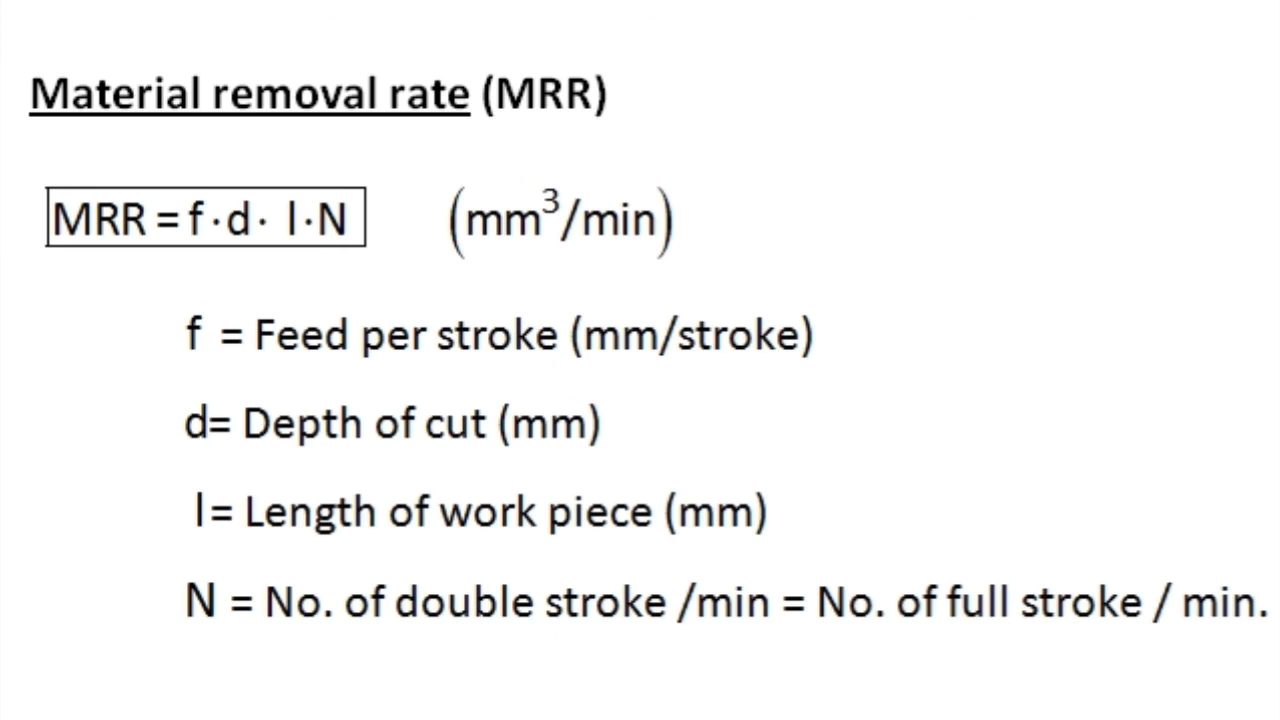 Material removal rate (MRR)
MRR = f·d· l·N (mm³/min)
f = Feed per stroke (mm/stroke)
d= Depth of cut (mm)
l= Length of work piece (mm)
N = No. of double stroke /min = No. of full stroke / min.